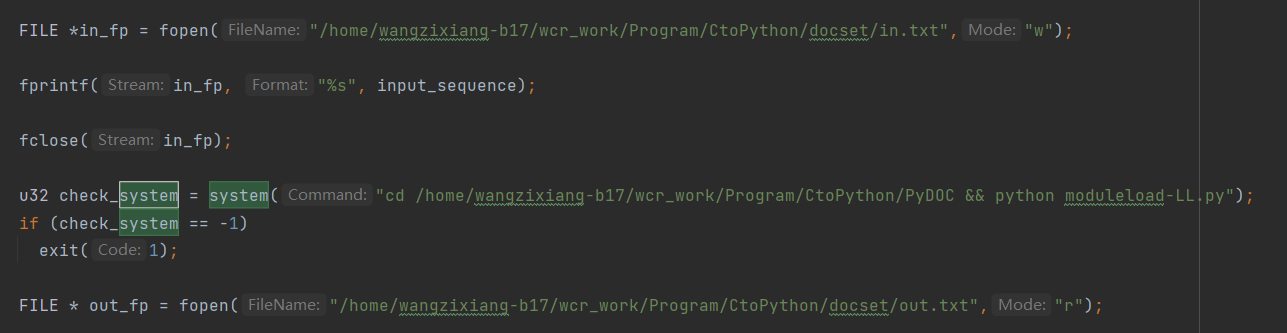 FILE *in_fp = fopen( FileName: "/home/wangzixiang-b17/wcr_work/Program/CtoPython/docset/in.txt", Mode: "w");
fprintf( Stream: in_fp, Format: "%s", input_sequence);
fclose( Stream: in_fp);
u32 check_system = system( Command: "cd /home/wangzixiang-b17/wcr_work/Program/CtoPython/PyDOC && python moduleload-LL.py");
if (check_system == -1)
exit( Code: 1);
FILE * out_fp = fopen( FileName: "/home/wangzixiang-b17/wcr_work/Program/CtoPython/docset/out.txt", Mode: "r");